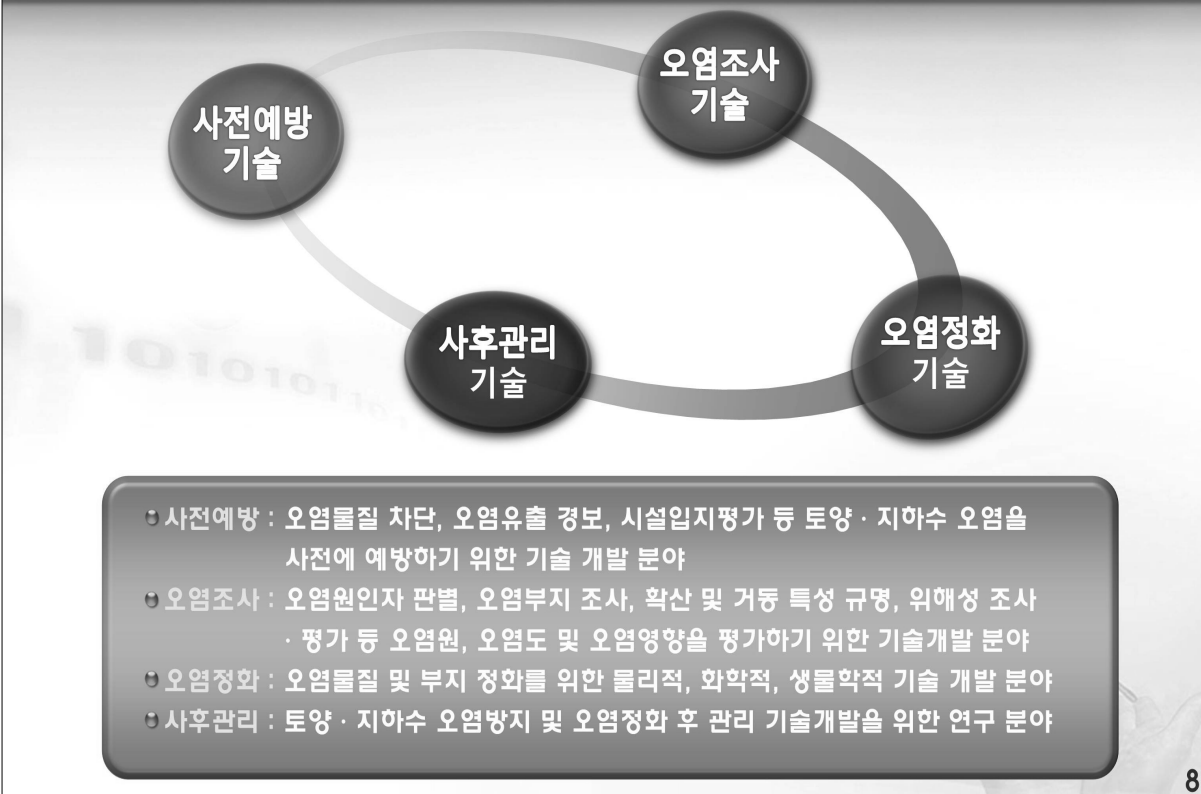 오염조사
기술
사전예방
기술
오염정화
기술
사후관리
기술
사전예방 : 오염물질 차단, 오염유출 경보, 시설입지평가 등 토양 · 지하수 오염을
사전에 예방하기 위한 기술 개발 분야
오염조사 : 오염원인자 판별, 오염부지 조사, 확산 및 거동 특성 규명, 위해성 조사
· 평가 등 오염원, 오염도 및 오염영향을 평가하기 위한 기술개발 분야
오염정화 : 오염물질 및 부지 정화를 위한 물리적, 화학적, 생물학적 기술 개발 분야
사후관리 : 토양 · 지하수 오염방지 및 오염정화 후 관리 기술개발을 위한 연구 분야
8